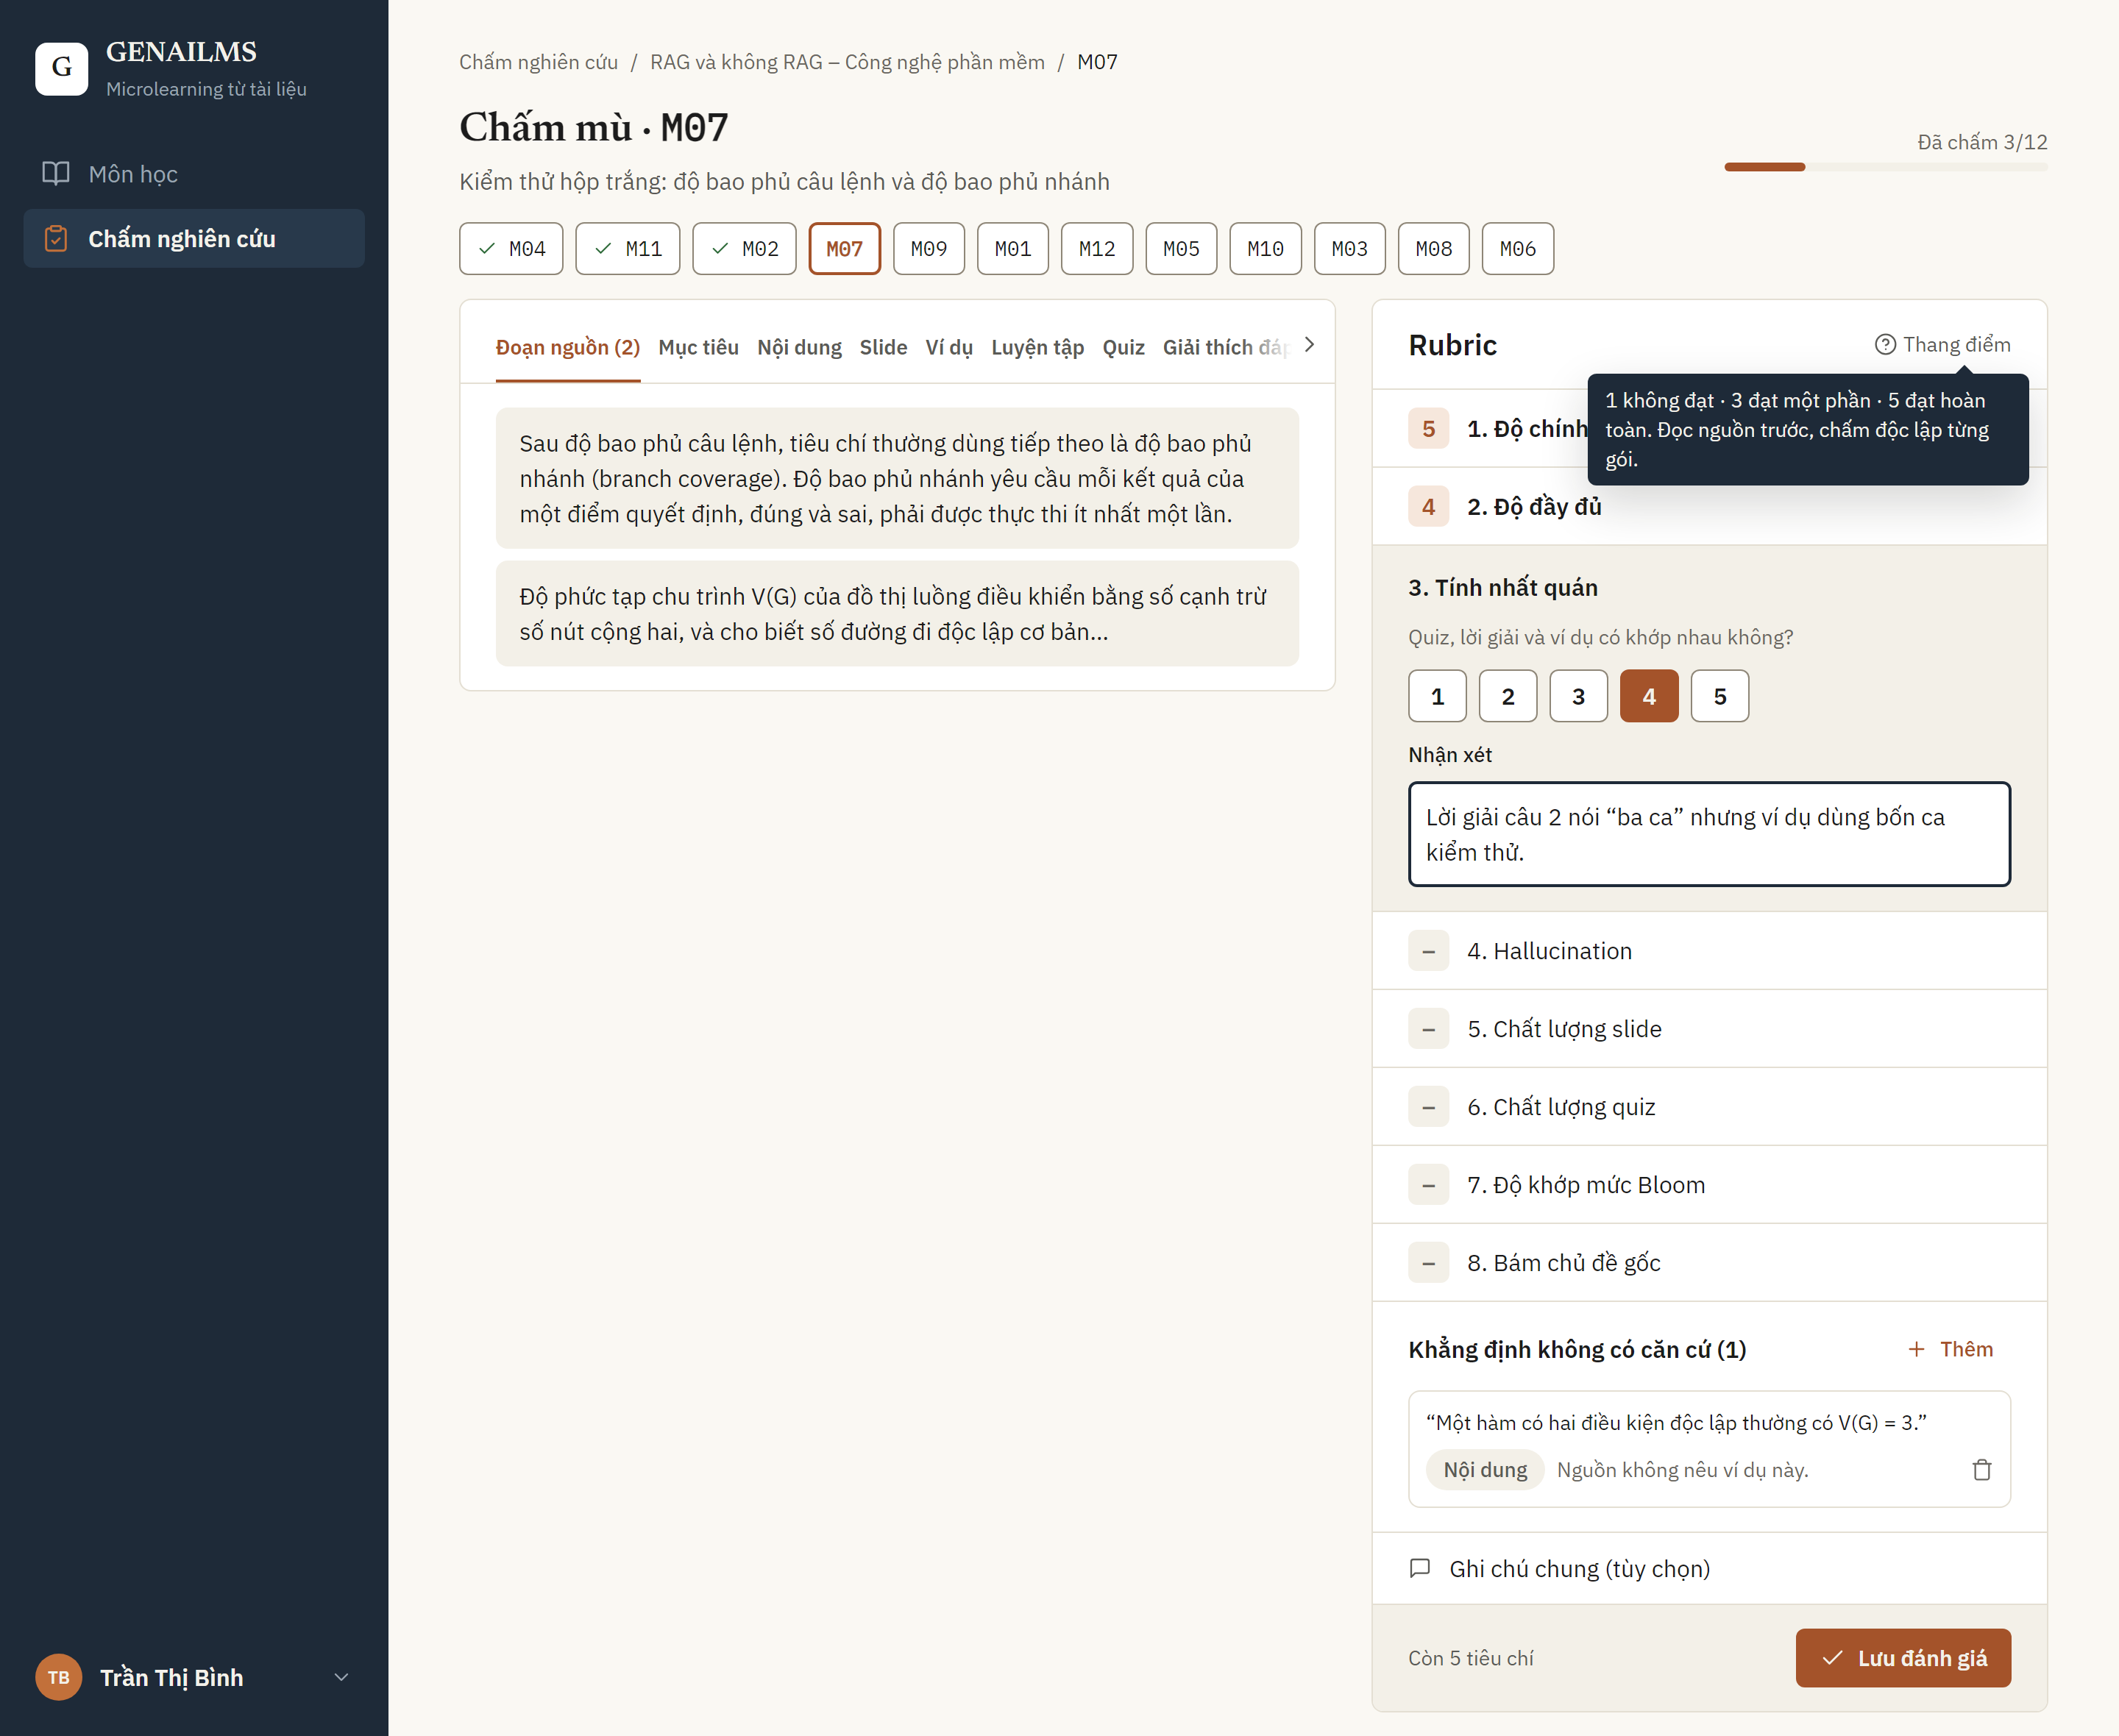 G
GENAILMS
Microlearning từ tài liệu
Môn học
Chấm nghiên cứu
TB
Trần Thị Bình
Chấm nghiên cứu / RAG và không RAG – Công nghệ phần mềm / M07
Chấm mù · M07
Kiểm thử hộp trắng: độ bao phủ câu lệnh và độ bao phủ nhánh
Đã chấm 3/12
M04 M11 M02 M07 M09 M01 M12 M05 M10 M03 M08 M06
Đoạn nguồn (2) Mục tiêu Nội dung Slide Ví dụ Luyện tập Quiz Giải thích đáp
Sau độ bao phủ câu lệnh, tiêu chí thường dùng tiếp theo là độ bao phủ
nhánh (branch coverage). Độ bao phủ nhánh yêu cầu mỗi kết quả của
một điểm quyết định, đúng và sai, phải được thực thi ít nhất một lần.
Độ phức tạp chu trình V(G) của đồ thị luồng điều khiển bằng số cạnh trừ
số nút cộng hai, và cho biết số đường đi độc lập cơ bản...
Rubric
Thang điểm
1 không đạt · 3 đạt một phần · 5 đạt hoàn
toàn. Đọc nguồn trước, chấm độc lập từng
gói.
5 1. Độ chính
4 2. Độ đầy đủ
3. Tính nhất quán
Quiz, lời giải và ví dụ có khớp nhau không?
1 2 3 4 5
Nhận xét
Lời giải câu 2 nói “ba ca” nhưng ví dụ dùng bốn ca
kiểm thử.
– 4. Hallucination
– 5. Chất lượng slide
– 6. Chất lượng quiz
– 7. Độ khớp mức Bloom
– 8. Bám chủ đề gốc
Khẳng định không có căn cứ (1)
+ Thêm
“Một hàm có hai điều kiện độc lập thường có V(G) = 3.”
Nội dung Nguồn không nêu ví dụ này.
Ghi chú chung (tùy chọn)
Còn 5 tiêu chí
Lưu đánh giá